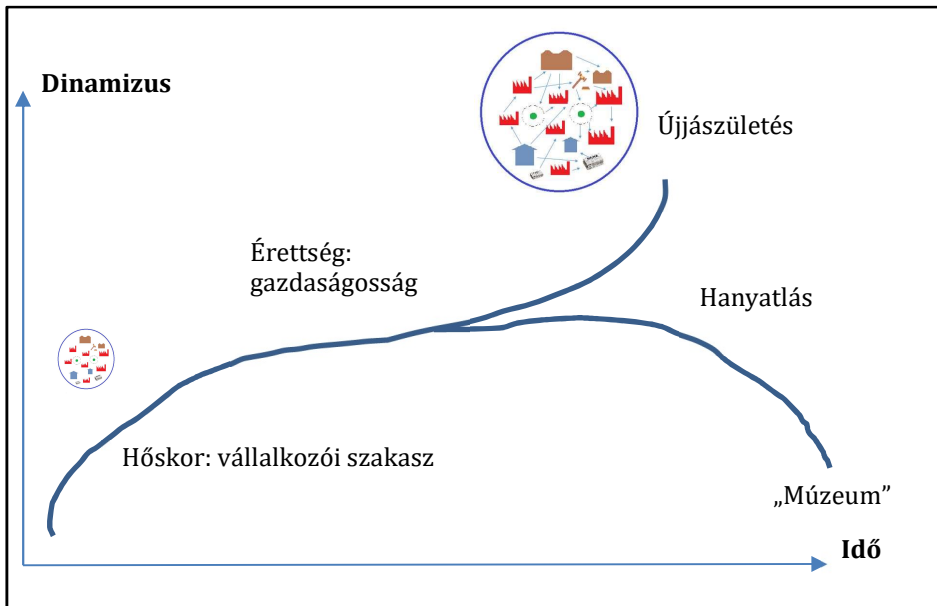 Dinamizus
Újjászületés
Érettség:
gazdaságosság
Hanyatlás
Hőskor: vállalkozói szakasz
„Múzeum”
Idő